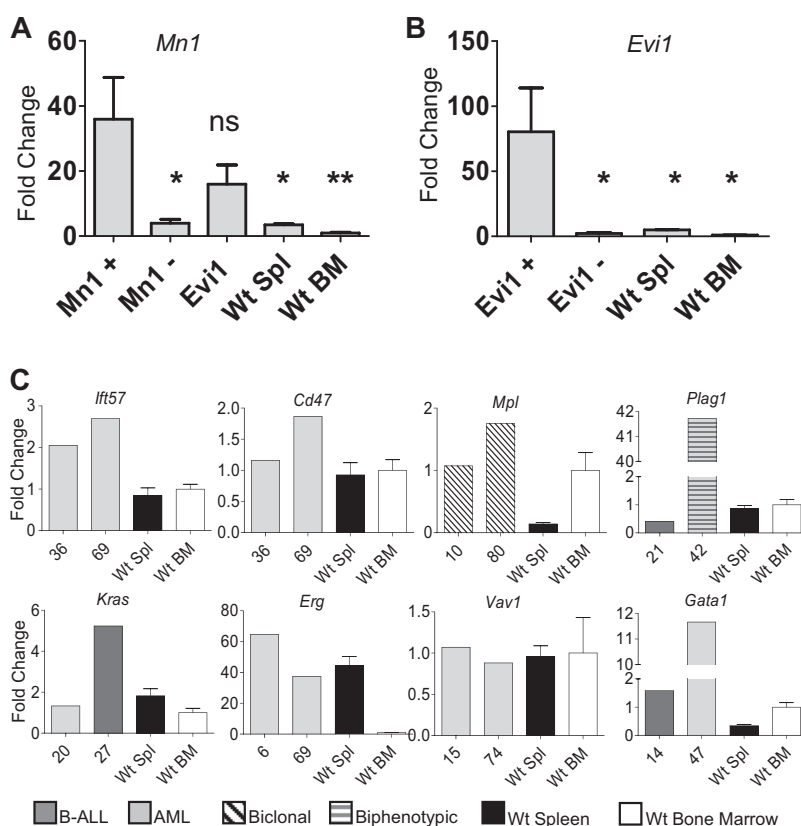 A
Mn1
Fold Change
60
40
20
0
ns
*
*
**
Mn1 +
Mn1 -
Evi1
Wt Spl
Wt BM
B
Evi1
Fold Change
150
100
50
0
*
*
*
Evi1 +
Evi1 -
Wt Spl
Wt BM
C
Ift57
Fold Change
3
2
1
0
36
69
Wt Spl
Wt BM
Cd47
2.0
1.5
1.0
0.5
0.0
36
69
Wt Spl
Wt BM
Mpl
2
1
0
10
80
Wt Spl
Wt BM
Plag1
42
41
40
2
1
0
21
42
Wt Spl
Wt BM
Kras
Fold Change
6
4
2
0
20
27
Wt Spl
Wt BM
Erg
80
60
40
20
0
6
69
Wt Spl
Wt BM
Vav1
1.5
1.0
0.5
0.0
15
74
Wt Spl
Wt BM
Gata1
12
11
10
2
1
0
14
47
Wt Spl
Wt BM
B-ALL
AML
Biclonal
Biphenotypic
Wt Spleen
Wt Bone Marrow